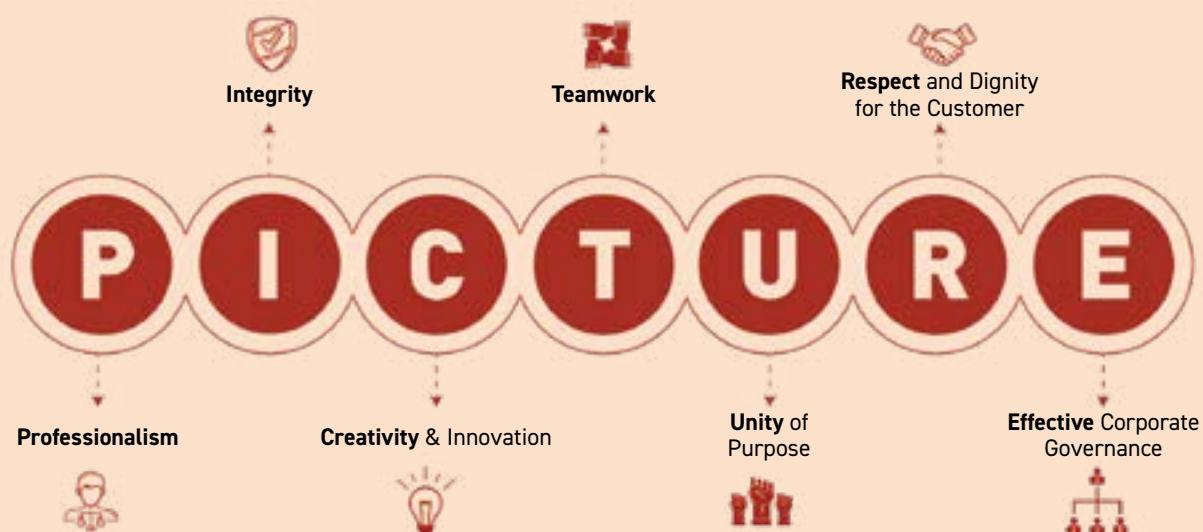 Integrity
Teamwork
Respect and Dignity
for the Customer
P I C T U R E
Professionalism
Creativity & Innovation
Unity of
Purpose
Effective Corporate
Governance